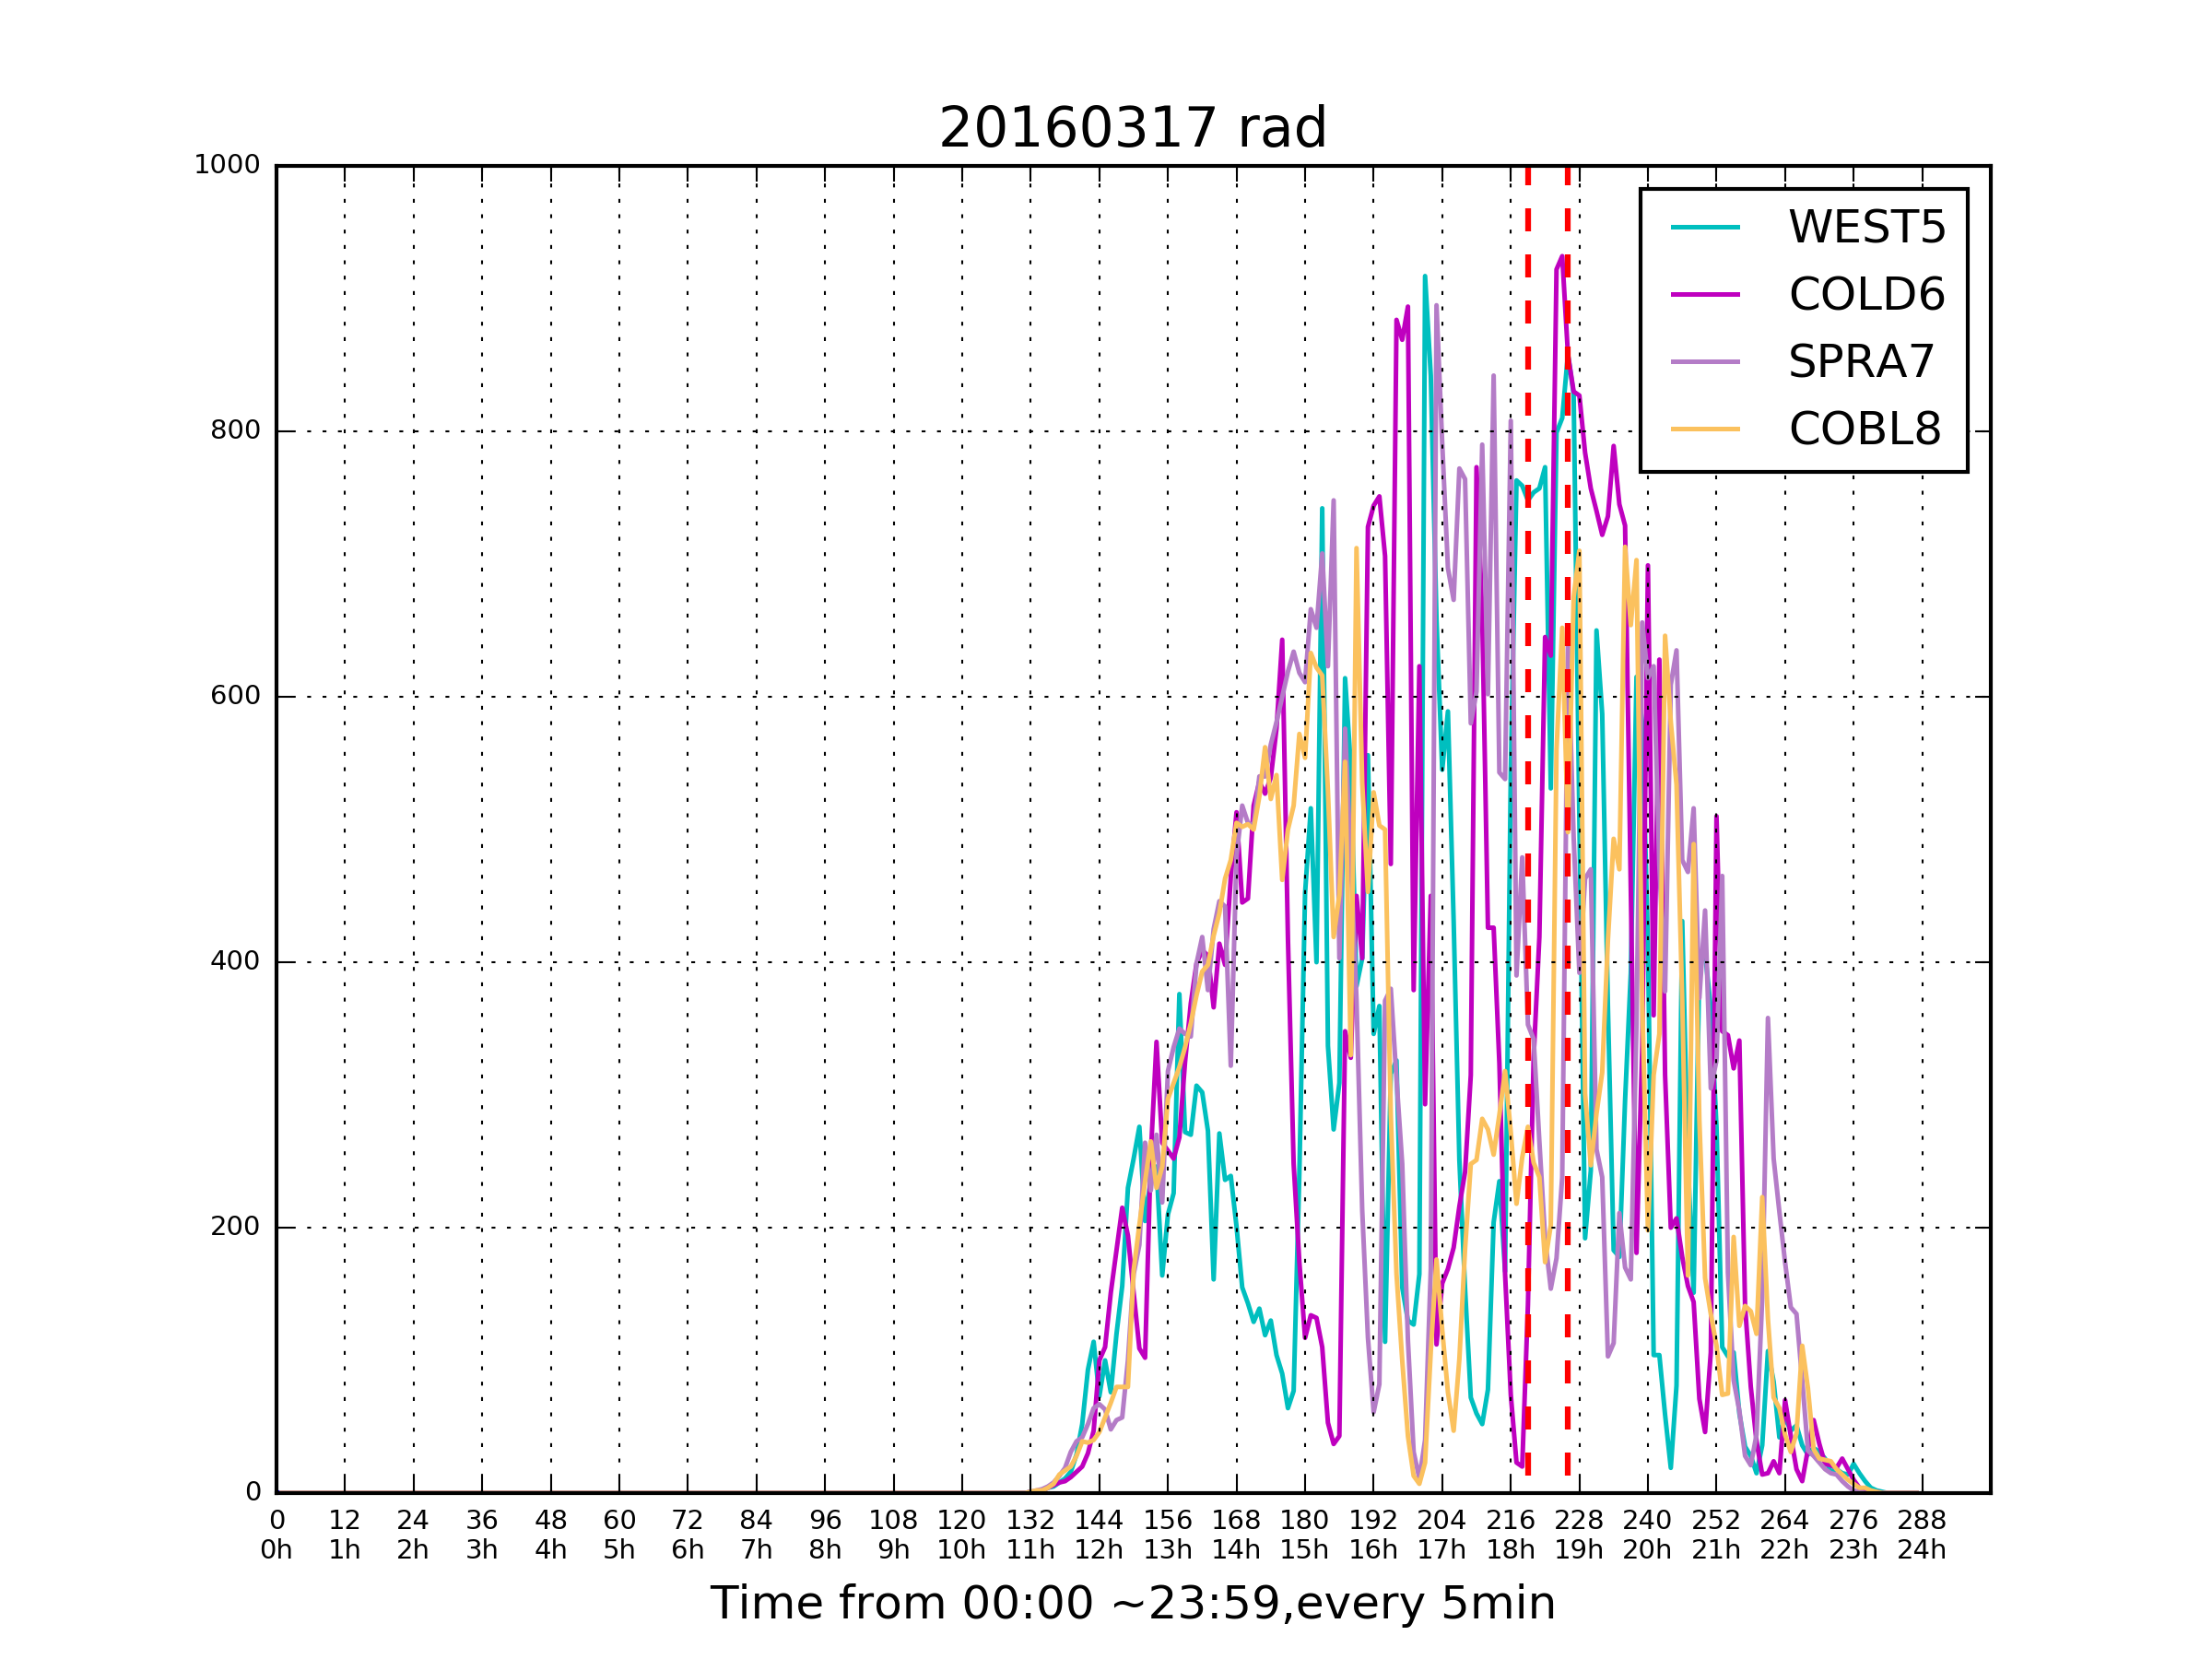 20160317 rad
1000
800
600
400
200
0
WEST5
COLD6
SPRA7
COBL8
0 12 24 36 48 60 72 84 96 108 120 132 144 156 168 180 192 204 216 228 240 252 264 276 288
0h 1h 2h 3h 4h 5h 6h 7h 8h 9h 10h 11h 12h 13h 14h 15h 16h 17h 18h 19h 20h 21h 22h 23h 24h
Time from 00:00 ~23:59,every 5min